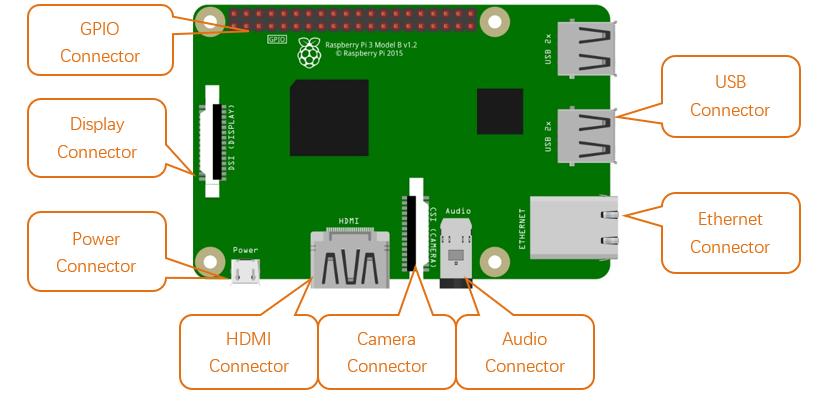 GPIO
Connector
GPIO
Raspberry Pi 3 Model B v1.2
© Raspberry Pi 2015
USB 2x
USB
Connector
Display
Connector
DSI (DISPLAY)
USB 2x
Power
Connector
Power
HDMI
CSI (CAMERA)
Audio
ETHERNET
Ethernet
Connector
HDMI
Connector
Camera
Connector
Audio
Connector